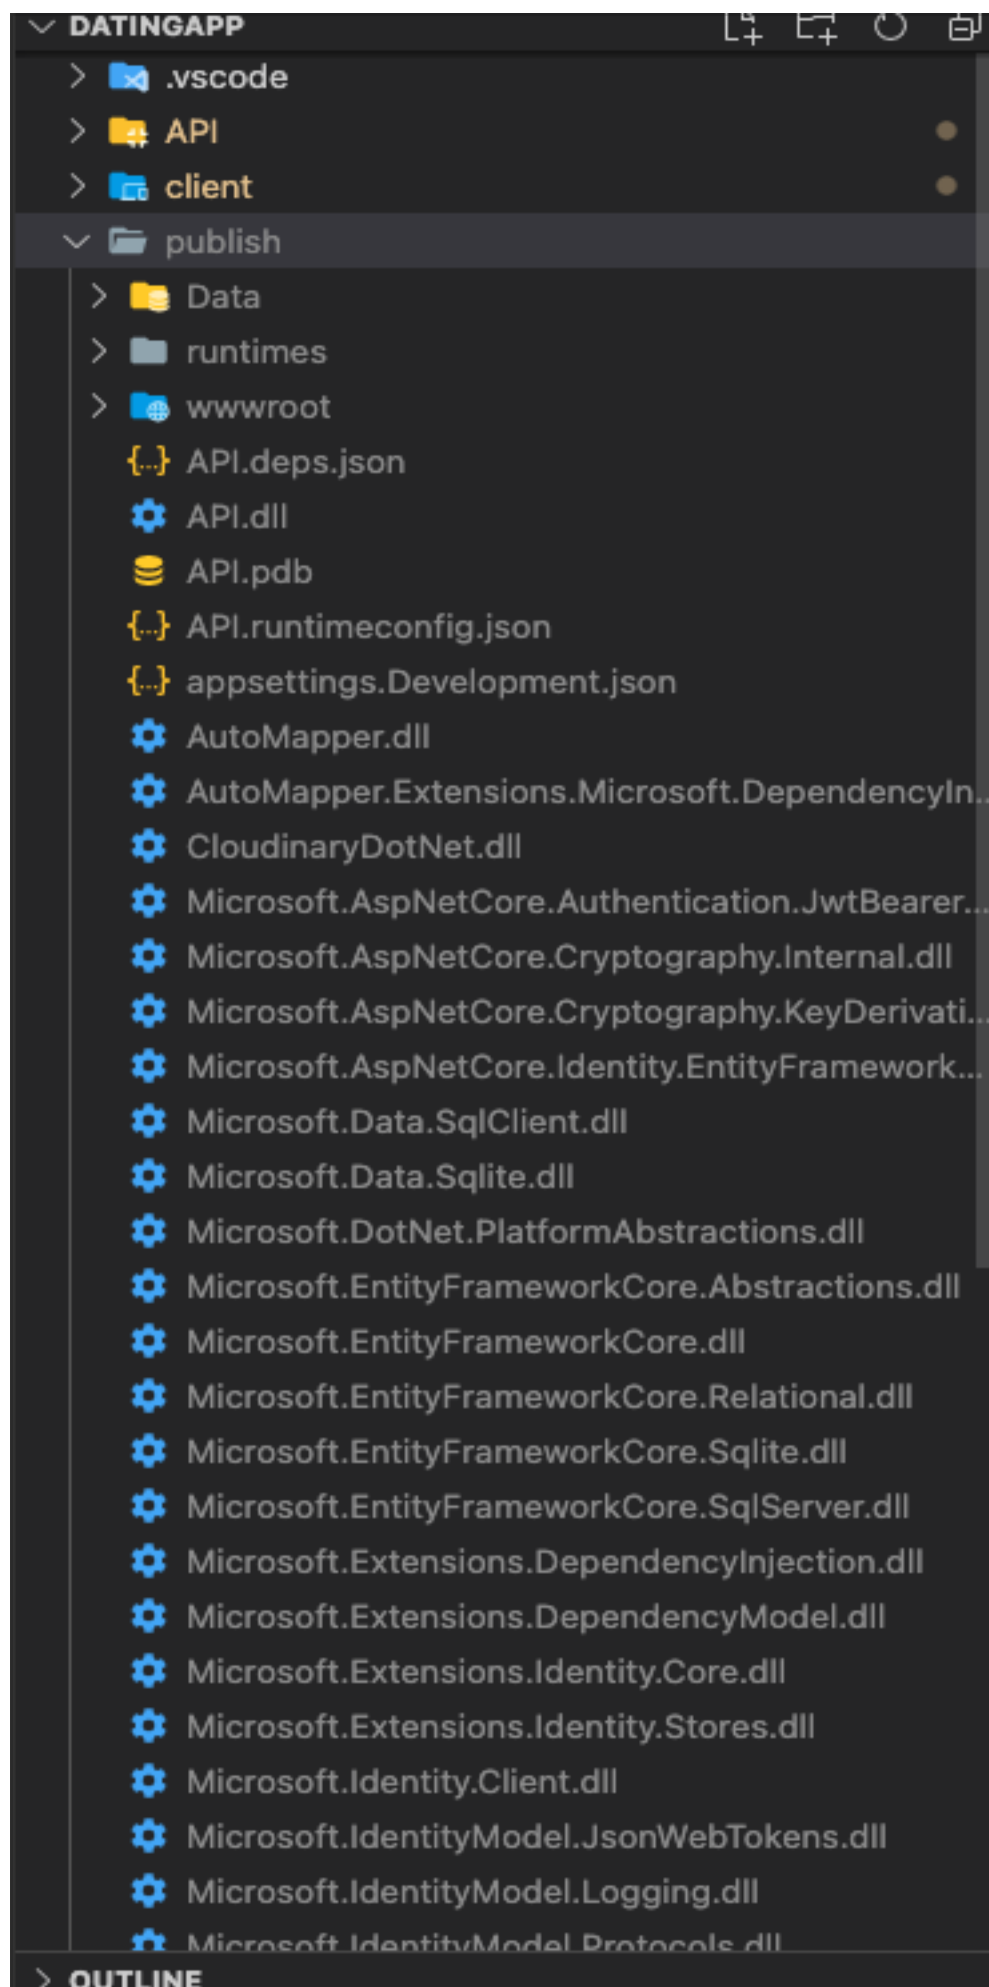 DATINGAPP
.vscode
API
client
publish
Data
runtimes
wwwroot
API.deps.json
API.dll
API.pdb
API.runtimeconfig.json
appsettings.Development.json
AutoMapper.dll
AutoMapper.Extensions.Microsoft.DependencyIn...
CloudinaryDotNet.dll
Microsoft.AspNetCore.Authentication.JwtBearer...
Microsoft.AspNetCore.Cryptography.Internal.dll
Microsoft.AspNetCore.Cryptography.KeyDerivati...
Microsoft.AspNetCore.Identity.EntityFramework...
Microsoft.Data.SqlClient.dll
Microsoft.Data.Sqlite.dll
Microsoft.DotNet.PlatformAbstractions.dll
Microsoft.EntityFrameworkCore.Abstractions.dll
Microsoft.EntityFrameworkCore.dll
Microsoft.EntityFrameworkCore.Relational.dll
Microsoft.EntityFrameworkCore.Sqlite.dll
Microsoft.EntityFrameworkCore.SqlServer.dll
Microsoft.Extensions.DependencyInjection.dll
Microsoft.Extensions.DependencyModel.dll
Microsoft.Extensions.Identity.Core.dll
Microsoft.Extensions.Identity.Stores.dll
Microsoft.Identity.Client.dll
Microsoft.IdentityModel.JsonWebTokens.dll
Microsoft.IdentityModel.Logging.dll
Microsoft.IdentityModel.Protocols.dll
OUTLINE